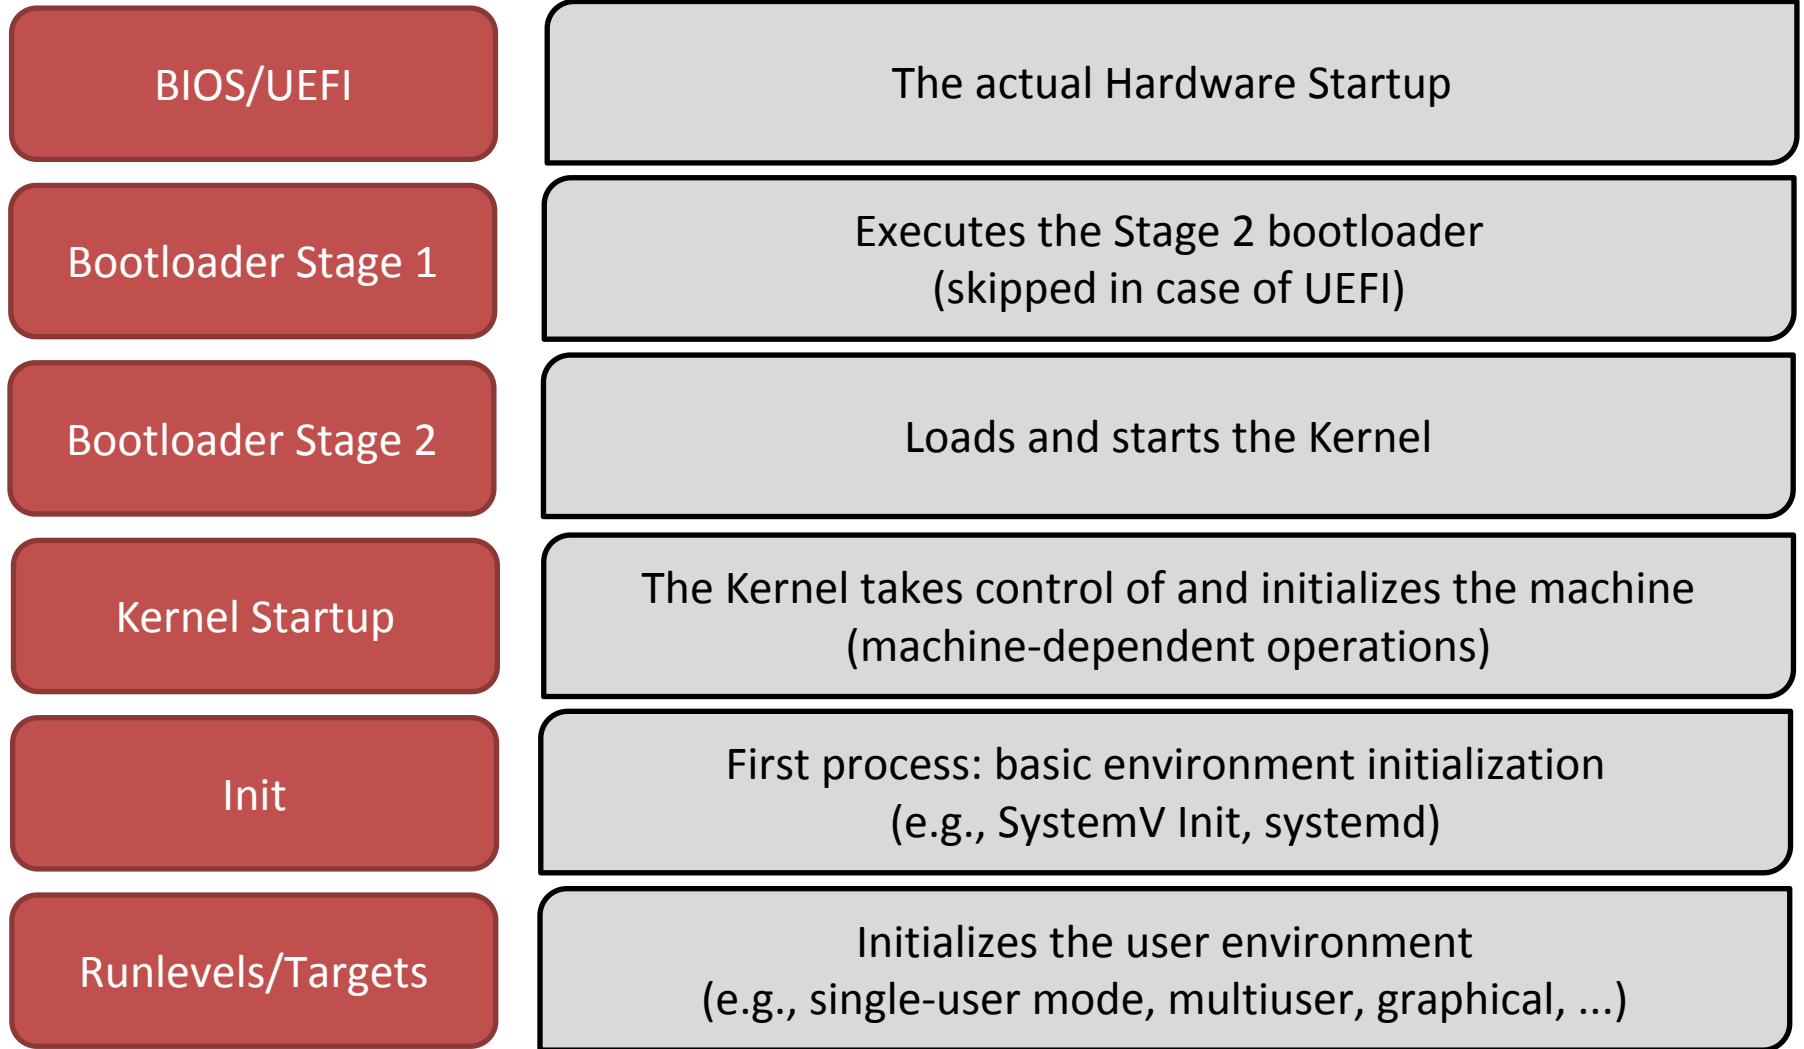 BIOS/UEFI
The actual Hardware Startup
Bootloader Stage 1
Executes the Stage 2 bootloader
(skipped in case of UEFI)
Bootloader Stage 2
Loads and starts the Kernel
Kernel Startup
The Kernel takes control of and initializes the machine
(machine-dependent operations)
Init
First process: basic environment initialization
(e.g., SystemV Init, systemd)
Runlevels/Targets
Initializes the user environment
(e.g., single-user mode, multiuser, graphical, ...)